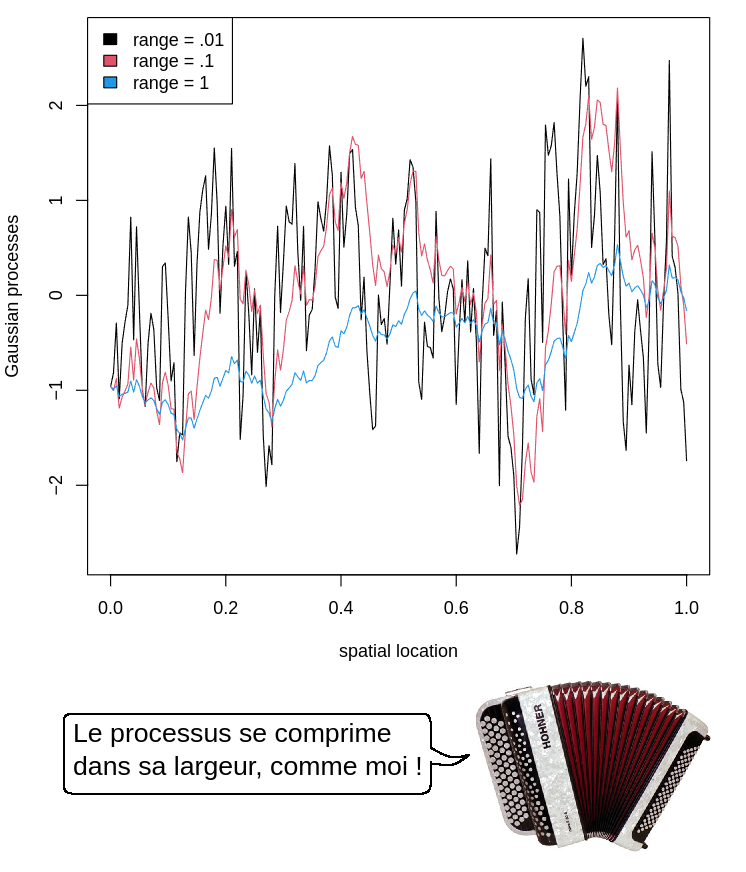 range = .01
range = .1
range = 1
Gaussian processes
2
1
0
−1
−2
0.0 0.2 0.4 0.6 0.8 1.0
spatial location
Le processus se comprime
dans sa largeur, comme moi !
HOHNER